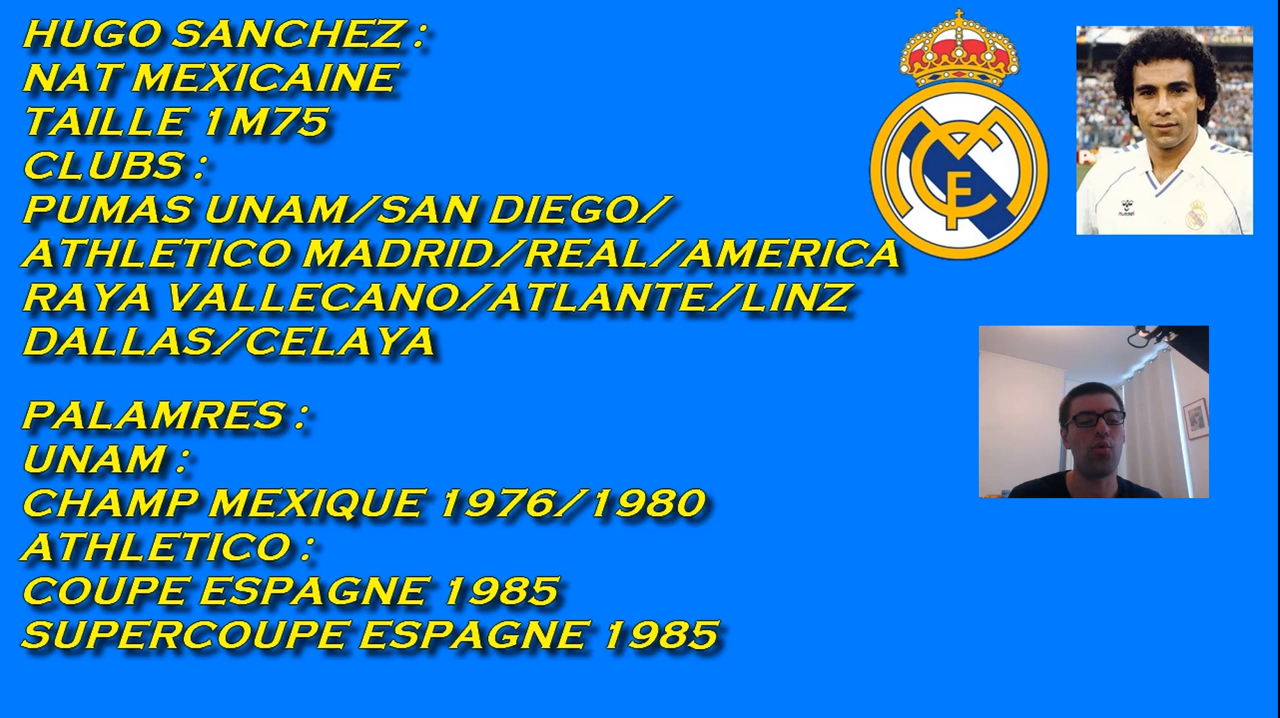 HUGO SANCHEZ :
NAT MEXICAINE
TAILLE 1M75
CLUBS :
PUMAS UNAM/SAN DIEGO/
ATHLETICO MADRID/REAL/AMERICA
RAYA VALLECANO/ATLANTE/LINZ
DALLAS/CELAYA
PALAMRES :
UNAM :
CHAMP MEXIQUE 1976/1980
ATHLETICO :
COUPE ESPAGNE 1985
SUPERCOUPE ESPAGNE 1985
hummel